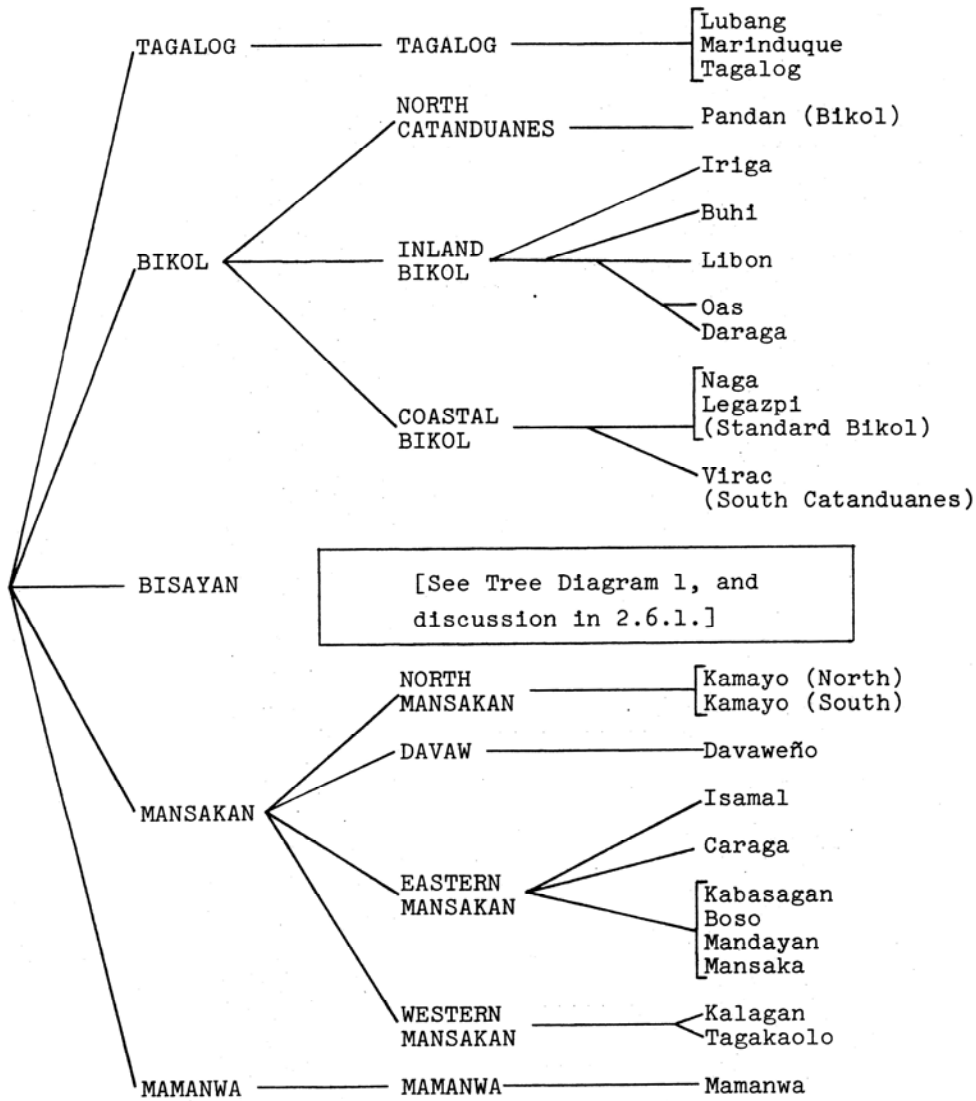 Lubang
TAGALOG TAGALOG Marinduque
Tagalog
NORTH
CATANDUANES Pandan (Bikol)
Iriga
Buhi
BIKOL INLAND
BIKOL Libon
Oas
Daraga
Naga
Legazpi
COASTAL
BIKOL (Standard Bikol)
Virac
(South Catanduanes)
BISAYAN
[See Tree Diagram 1, and
discussion in 2.6.1.]
NORTH
MANSAKAN Kamayo (North)
Kamayo (South)
DAVAW Davaweño
MANSAKAN
Isamal
Caraga
EASTERN
MANSAKAN
Kabasagan
Boso
Mandayan
Mansaka
WESTERN
MANSAKAN Kalagan
Tagakaolo
MAMANWA MAMANWA Mamanwa